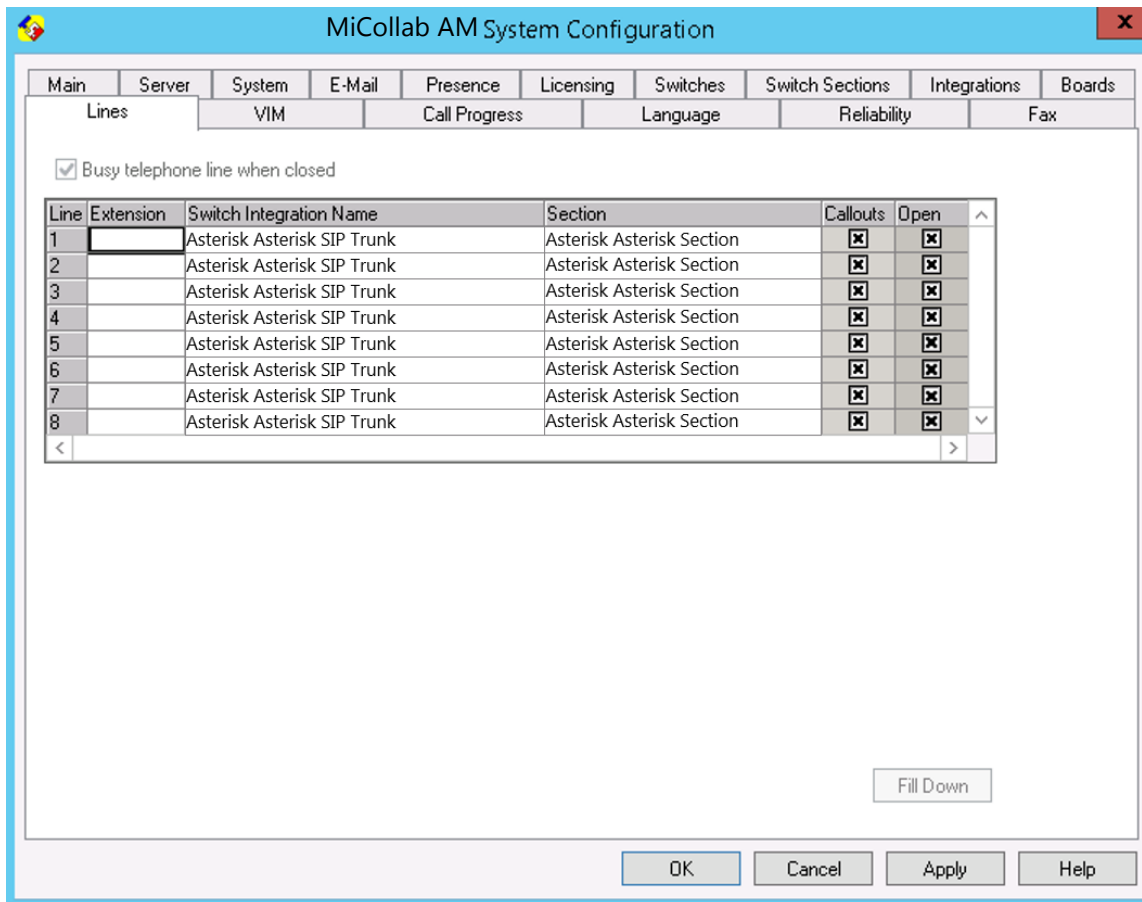 MiCollab AM System Configuration
x
Main Server System E-Mail Presence Licensing Switches Switch Sections Integrations Boards
Lines VIM Call Progress Language Reliability Fax
Busy telephone line when closed
Line Extension Switch Integration Name Section Callouts Open
1 Asterisk Asterisk SIP Trunk Asterisk Asterisk Section
2 Asterisk Asterisk SIP Trunk Asterisk Asterisk Section
3 Asterisk Asterisk SIP Trunk Asterisk Asterisk Section
4 Asterisk Asterisk SIP Trunk Asterisk Asterisk Section
5 Asterisk Asterisk SIP Trunk Asterisk Asterisk Section
6 Asterisk Asterisk SIP Trunk Asterisk Asterisk Section
7 Asterisk Asterisk SIP Trunk Asterisk Asterisk Section
8 Asterisk Asterisk SIP Trunk Asterisk Asterisk Section
Fill Down
OK Cancel Apply Help